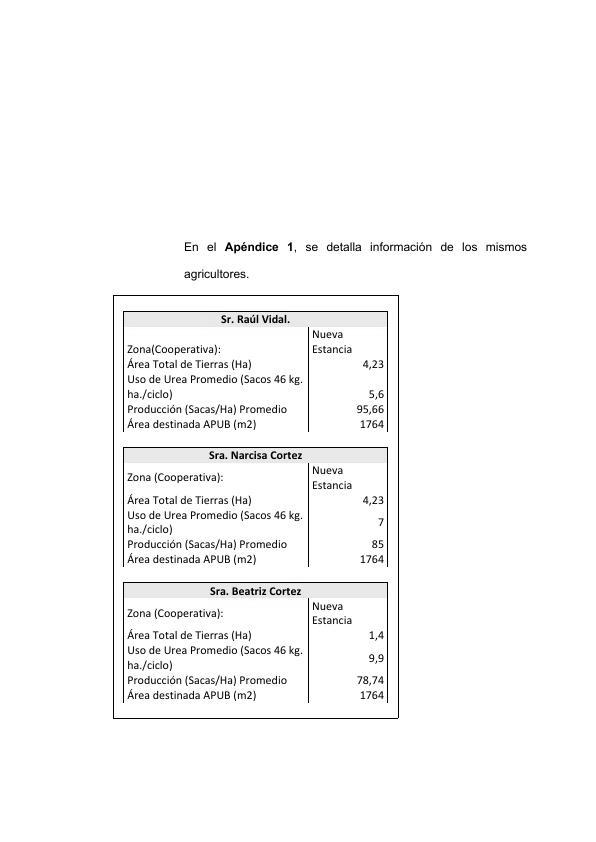 En el Apéndice 1, se detalla información de los mismos
agricultores.
Sr. Raúl Vidal.
Zona(Cooperativa): Nueva
Estancia
Área Total de Tierras (Ha) 4,23
Uso de Urea Promedio (Sacos 46 kg.
ha./ciclo) 5,6
Producción (Sacas/Ha) Promedio 95,66
Área destinada APUB (m2) 1764
Sra. Narcisa Cortez
Zona (Cooperativa): Nueva
Estancia
Área Total de Tierras (Ha) 4,23
Uso de Urea Promedio (Sacos 46 kg.
ha./ciclo) 7
Producción (Sacas/Ha) Promedio 85
Área destinada APUB (m2) 1764
Sra. Beatriz Cortez
Zona (Cooperativa): Nueva
Estancia
Área Total de Tierras (Ha) 1,4
Uso de Urea Promedio (Sacos 46 kg.
ha./ciclo) 9,9
Producción (Sacas/Ha) Promedio 78,74
Área destinada APUB (m2) 1764